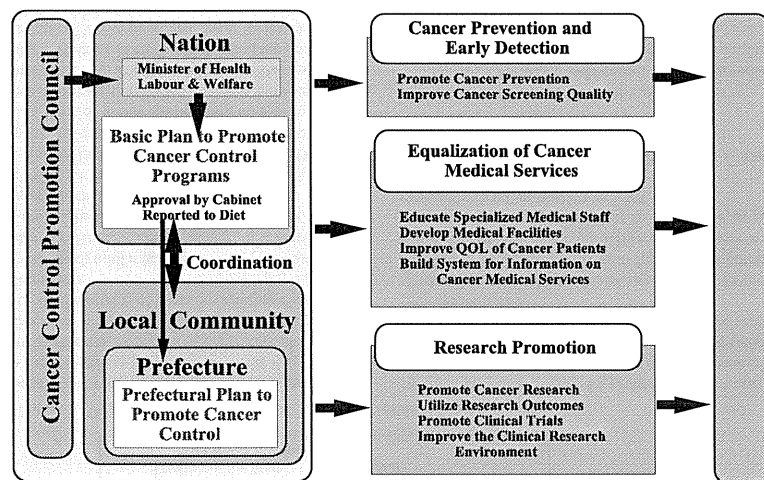 Cancer Control Promotion Council
Nation
Minister of Health
Labour & Welfare
Basic Plan to Promote
Cancer Control
Programs
Approval by Cabinet
Reported to Diet
Coordination
Local Community
Prefecture
Prefectural Plan to
Promote Cancer
Control
Cancer Prevention and
Early Detection
Promote Cancer Prevention
Improve Cancer Screening Quality
Equalization of Cancer
Medical Services
Educate Specialized Medical Staff
Develop Medical Facilities
Improve QOL of Cancer Patients
Build System for Information on
Cancer Medical Services
Research Promotion
Promote Cancer Research
Utilize Research Outcomes
Promote Clinical Trials
Improve the Clinical Research
Environment